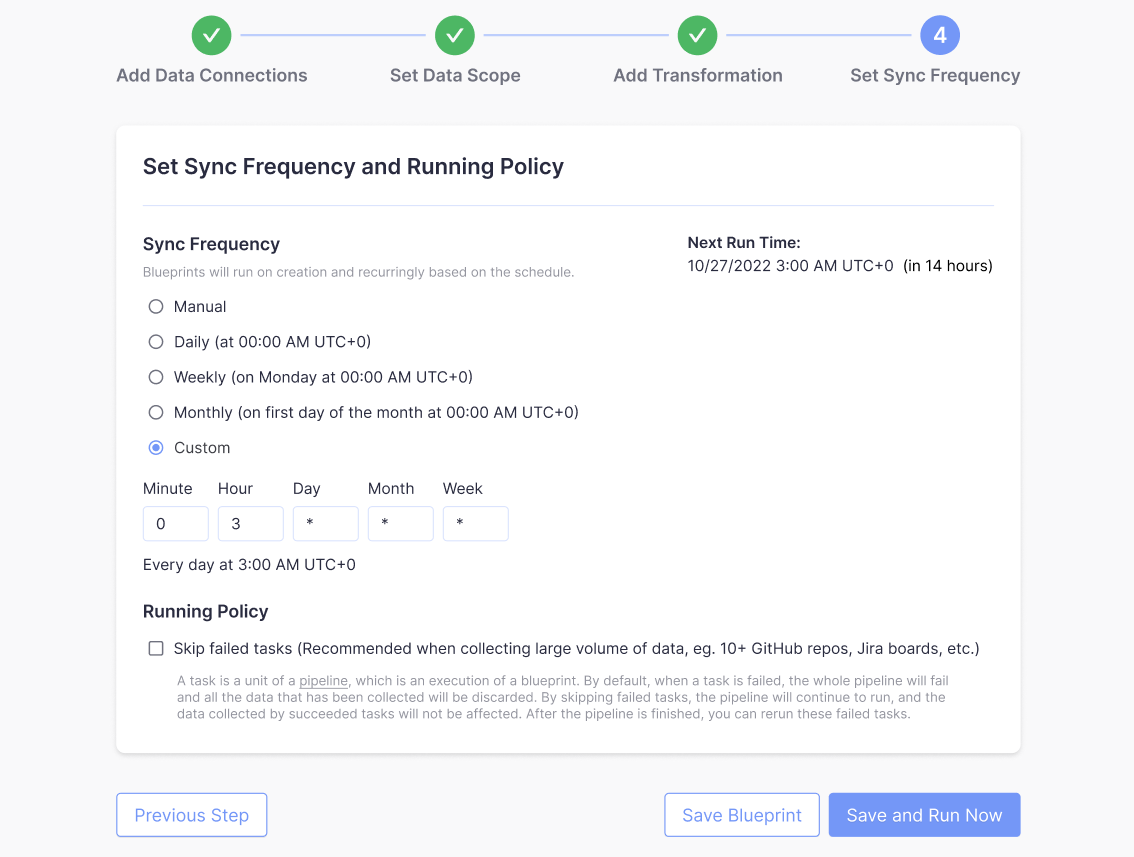 Add Data Connections
Set Data Scope
Add Transformation
4
Set Sync Frequency
Set Sync Frequency and Running Policy
Sync Frequency
Blueprints will run on creation and recurringly based on the schedule.
Manual
Daily (at 00:00 AM UTC+0)
Weekly (on Monday at 00:00 AM UTC+0)
Monthly (on first day of the month at 00:00 AM UTC+0)
Custom
Next Run Time:
10/27/2022 3:00 AM UTC+0 (in 14 hours)
Minute Hour Day Month Week
0 3 * * *
Every day at 3:00 AM UTC+0
Running Policy
Skip failed tasks (Recommended when collecting large volume of data, eg. 10+ GitHub repos, Jira boards, etc.)
A task is a unit of a pipeline, which is an execution of a blueprint. By default, when a task is failed, the whole pipeline will fail
and all the data that has been collected will be discarded. By skipping failed tasks, the pipeline will continue to run, and the
data collected by succeeded tasks will not be affected. After the pipeline is finished, you can rerun these failed tasks.
Previous Step
Save Blueprint
Save and Run Now